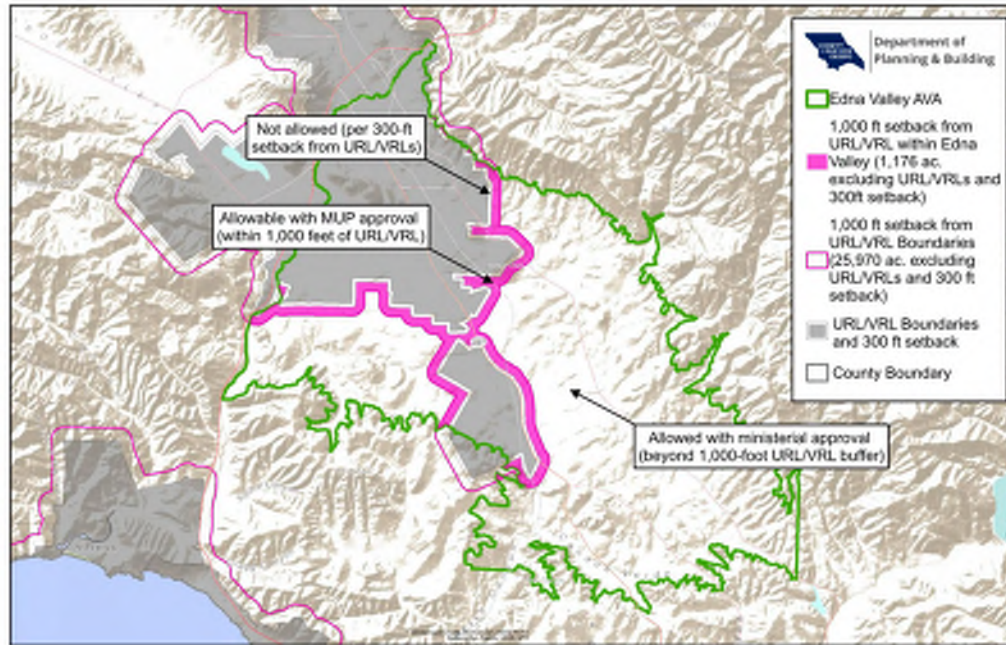 Not allowed (per 300-ft
setback from URL/VRLs)
Allowable with MUP approval
(within 1,000 feet of URL/VRL)
Allowed with ministerial approval
(beyond 1,000-foot URL/VRL buffer)
Department of
Planning & Building
Edna Valley AVA
1,000 ft setback from
URL/VRL within Edna
Valley (1,176 ac.
excluding URL/VRLs and
300ft setback)
1,000 ft setback from
URL/VRL Boundaries
(25,970 ac. excluding
URL/VRLs and 300 ft
setback)
URL/VRL Boundaries
and 300 ft setback
County Boundary